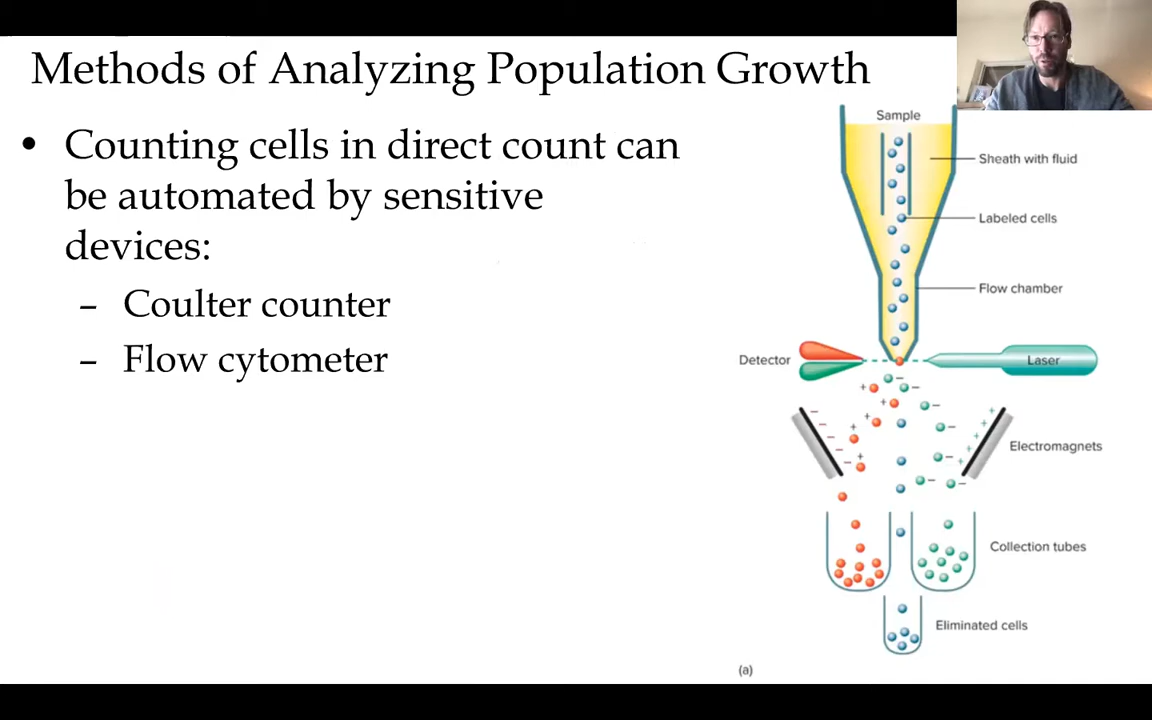 Methods of Analyzing Population Growth
• Counting cells in direct count can
be automated by sensitive
devices:
– Coulter counter
– Flow cytometer
Sample
Sheath with fluid
Labeled cells
Flow chamber
Detector
Laser
Electromagnets
Collection tubes
Eliminated cells
(a)